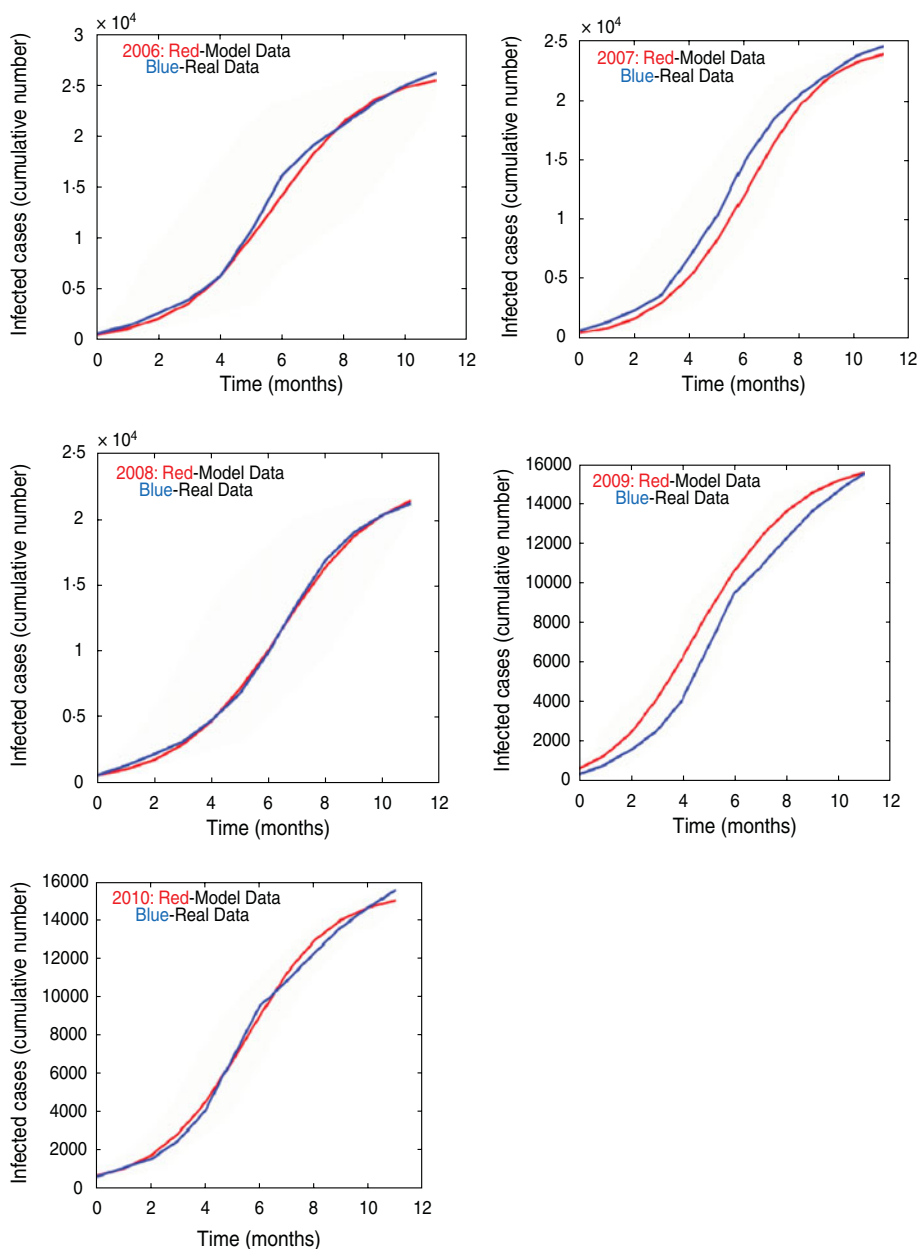 × 10⁴
3
2·5
2
1·5
1
0·5
0
2006: Red-Model Data
Blue-Real Data
Infected cases (cumulative number)
0 2 4 6 8 10 12
Time (months)
× 10⁴
2·5
2
1·5
1
0·5
0
2007: Red-Model Data
Blue-Real Data
Infected cases (cumulative number)
0 2 4 6 8 10 12
Time (months)
× 10⁴
2·5
2
1·5
1
0·5
0
2008: Red-Model Data
Blue-Real Data
Infected cases (cumulative number)
0 2 4 6 8 10 12
Time (months)
16000
14000
12000
10000
8000
6000
4000
2000
0
2009: Red-Model Data
Blue-Real Data
Infected cases (cumulative number)
0 2 4 6 8 10 12
Time (months)
16000
14000
12000
10000
8000
6000
4000
2000
0
2010: Red-Model Data
Blue-Real Data
Infected cases (cumulative number)
0 2 4 6 8 10 12
Time (months)